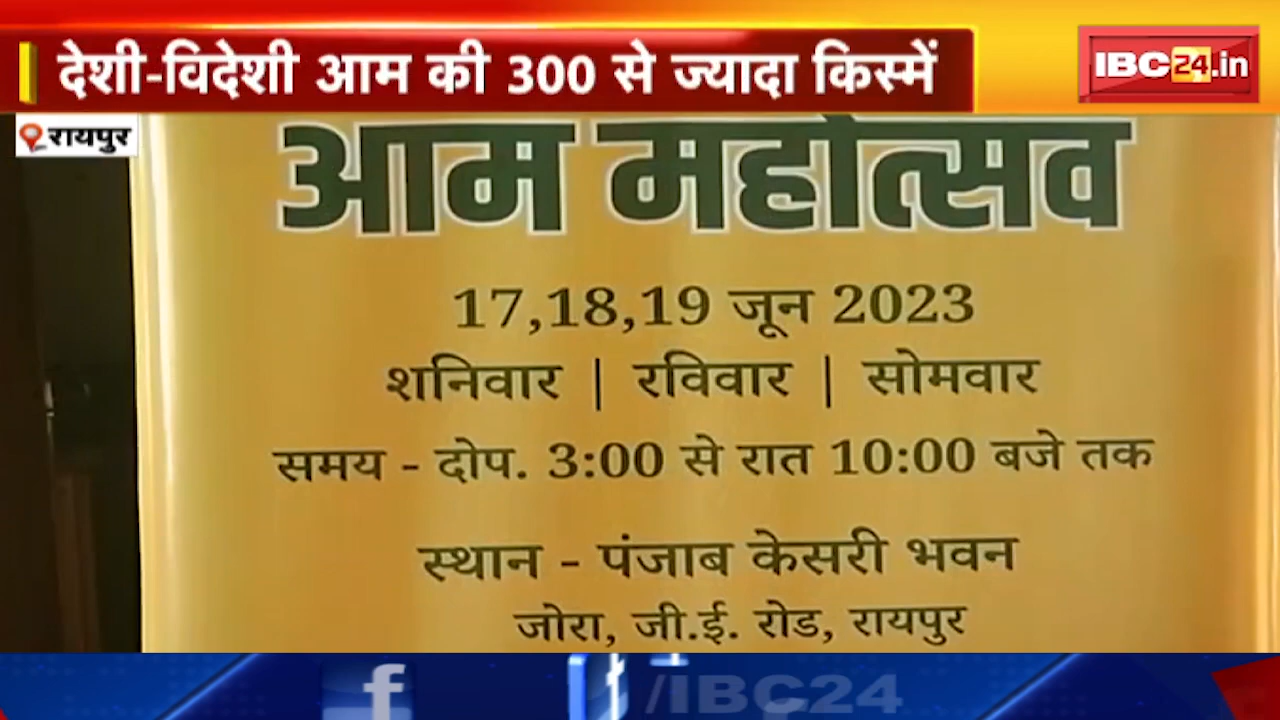 देशी-विदेशी आम की 300 से ज्यादा किस्में
IBC24.in
रायपुर
आम महोत्सव
17,18,19 जून 2023
शनिवार | रविवार | सोमवार
समय - दोप. 3:00 से रात 10:00 बजे तक
स्थान - पंजाब केसरी भवन
जोरा, जी.ई. रोड, रायपुर
/IBC24